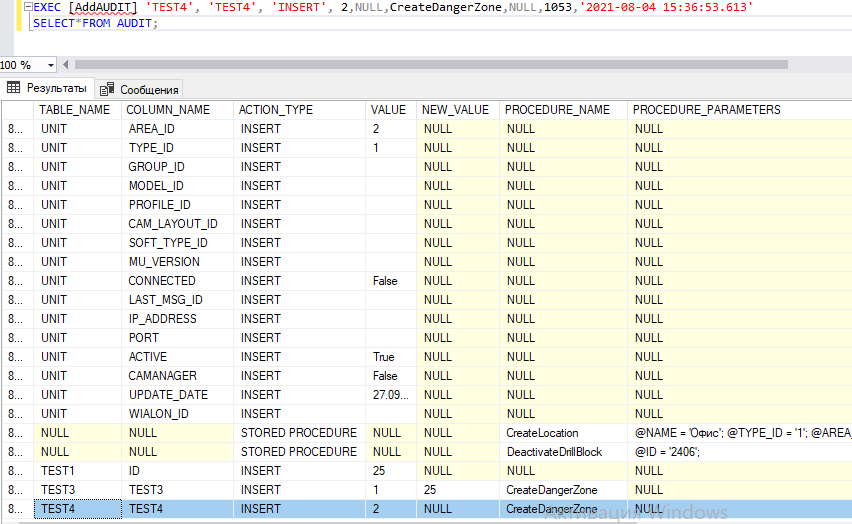 EXEC [AddAUDIT] 'TEST4', 'TEST4', 'INSERT', 2,NULL,CreateDangerZone,NULL,1053,'2021-08-04 15:36:53.613'
SELECT*FROM AUDIT;
100 %
Результаты Сообщения
TABLE_NAME COLUMN_NAME ACTION_TYPE VALUE NEW_VALUE PROCEDURE_NAME PROCEDURE_PARAMETERS
8... UNIT AREA_ID INSERT 2 NULL NULL NULL
8... UNIT TYPE_ID INSERT 1 NULL NULL NULL
8... UNIT GROUP_ID INSERT NULL NULL NULL
8... UNIT MODEL_ID INSERT NULL NULL NULL
8... UNIT PROFILE_ID INSERT NULL NULL NULL
8... UNIT CAM_LAYOUT_ID INSERT NULL NULL NULL
8... UNIT SOFT_TYPE_ID INSERT NULL NULL NULL
8... UNIT MU_VERSION INSERT NULL NULL NULL
8... UNIT CONNECTED INSERT False NULL NULL NULL
8... UNIT LAST_MSG_ID INSERT NULL NULL NULL
8... UNIT IP_ADDRESS INSERT NULL NULL NULL
8... UNIT PORT INSERT NULL NULL NULL
8... UNIT ACTIVE INSERT True NULL NULL NULL
8... UNIT CAMANAGER INSERT False NULL NULL NULL
8... UNIT UPDATE_DATE INSERT 27.09... NULL NULL NULL
8... UNIT WIALON_ID INSERT NULL NULL NULL
8... NULL NULL STORED PROCEDURE NULL NULL CreateLocation @NAME = 'Офис'; @TYPE_ID = '1'; @AREA_
8... NULL NULL STORED PROCEDURE NULL NULL DeactivateDrillBlock @ID = '2406';
8... TEST1 ID INSERT 25 NULL NULL NULL
8... TEST3 TEST3 INSERT 1 25 CreateDangerZone NULL
8... TEST4 TEST4 INSERT 2 NULL CreateDangerZone NULL
Активация Windows